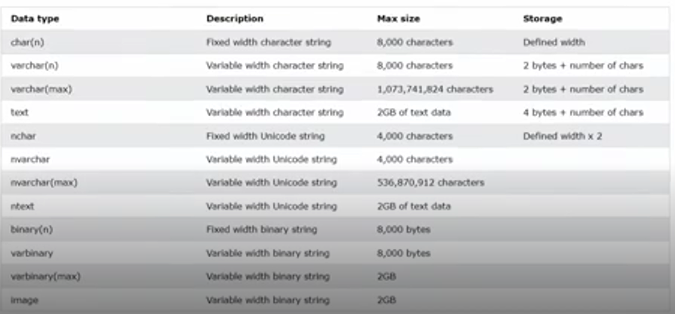 Data type Description Max size Storage
char(n) Fixed width character string 8,000 characters Defined width
varchar(n) Variable width character string 8,000 characters 2 bytes + number of chars
varchar(max) Variable width character string 1,073,741,824 characters 2 bytes + number of chars
text Variable width character string 2GB of text data 4 bytes + number of chars
nchar Fixed width Unicode string 4,000 characters Defined width x 2
nvarchar Variable width Unicode string 4,000 characters
nvarchar(max) Variable width Unicode string 536,870,912 characters
ntext Variable width Unicode string 2GB of text data
binary(n) Fixed width binary string 8,000 bytes
varbinary Variable width binary string 8,000 bytes
varbinary(max) Variable width binary string 2GB
image Variable width binary string 2GB